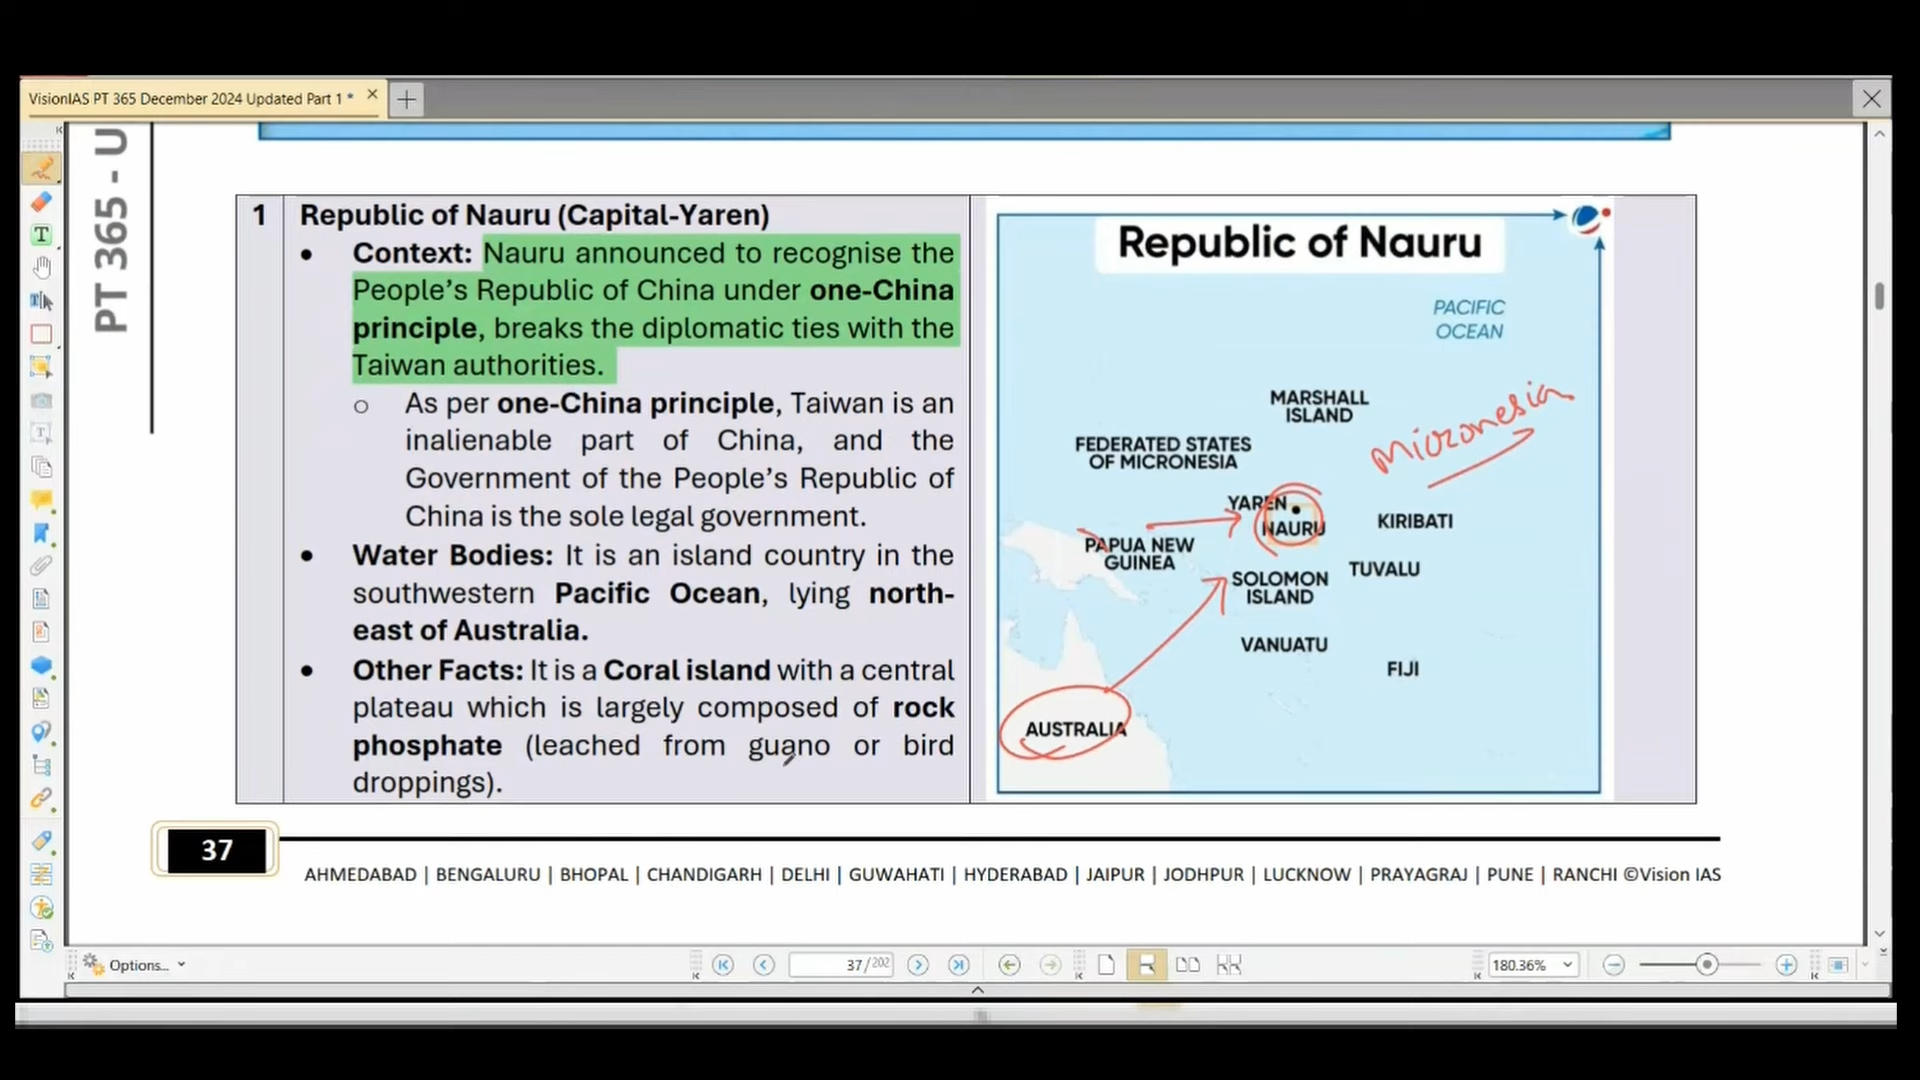 VisionIAS PT 365 December 2024 Updated Part 1 *
PT 365 - U
1
Republic of Nauru (Capital-Yaren)
• Context: Nauru announced to recognise the
People's Republic of China under one-China
principle, breaks the diplomatic ties with the
Taiwan authorities.
o As per one-China principle, Taiwan is an
inalienable part of China, and the
Government of the People's Republic of
China is the sole legal government.
• Water Bodies: It is an island country in the
southwestern Pacific Ocean, lying north-
east of Australia.
• Other Facts: It is a Coral island with a central
plateau which is largely composed of rock
phosphate (leached from guano or bird
droppings).
Republic of Nauru
PACIFIC
OCEAN
MARSHALL
ISLAND
Micronesia
FEDERATED STATES
OF MICRONESIA
YAREN
NAURU
KIRIBATI
PAPUA NEW
GUINEA
TUVALU
SOLOMON
ISLAND
VANUATU
FIJI
AUSTRALIA
37
AHMEDABAD | BENGALURU | BHOPAL | CHANDIGARH | DELHI | GUWAHATI | HYDERABAD | JAIPUR | JODHPUR | LUCKNOW | PRAYAGRAJ | PUNE | RANCHI ©Vision IAS
Options...
37 / 202
180.36%